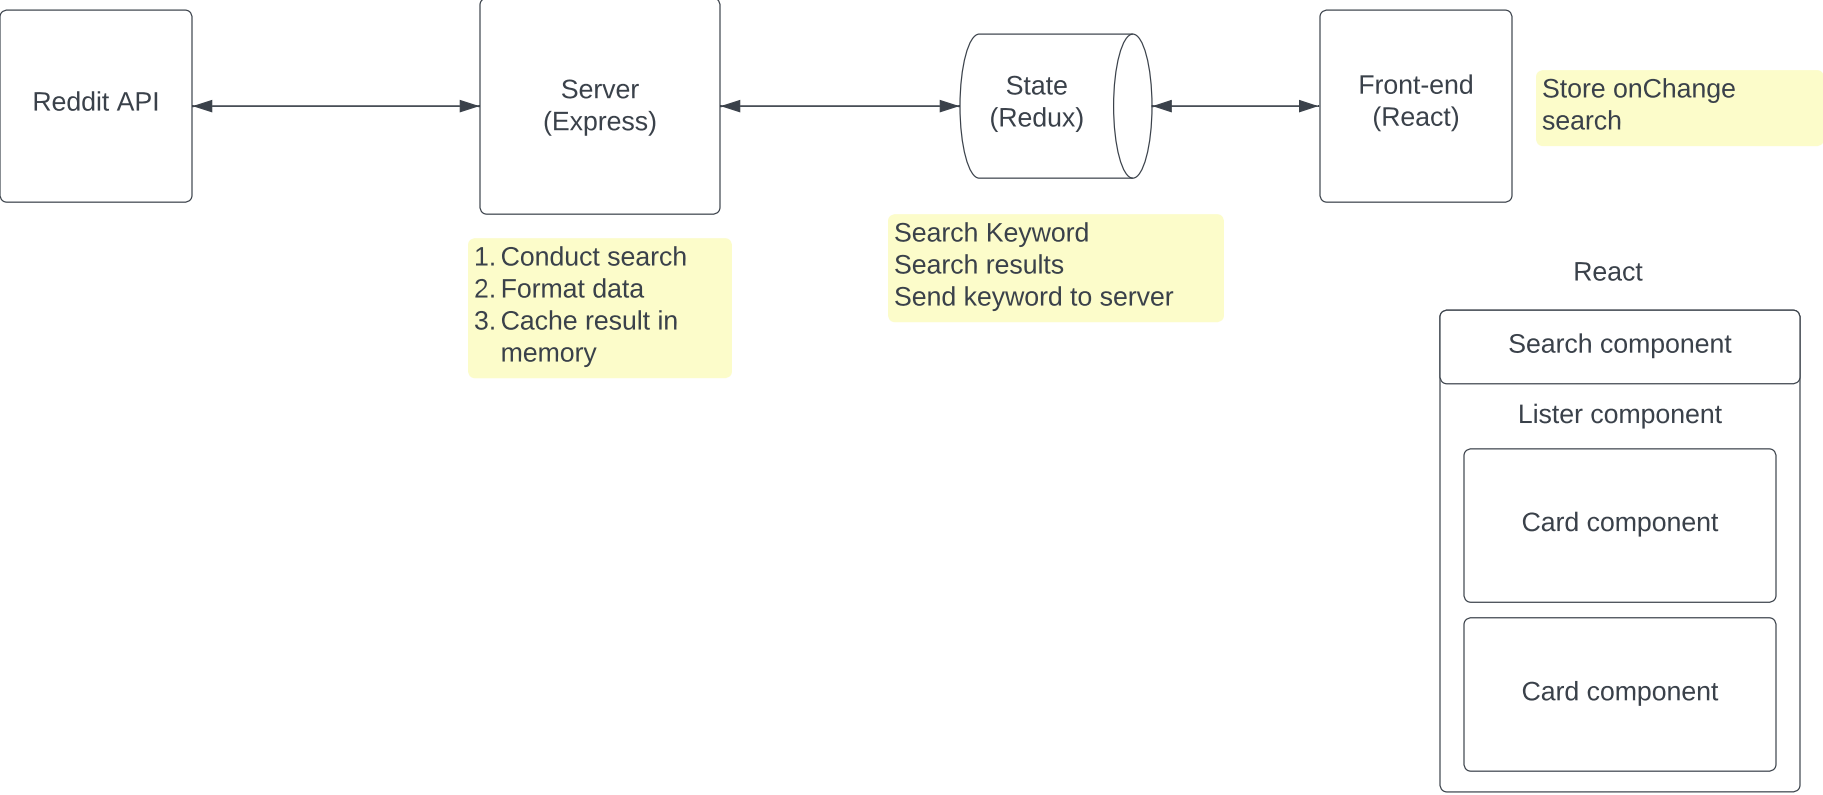 Reddit API
Server
(Express)
State
(Redux)
Front-end
(React)
Store onChange
search
1. Conduct search
2. Format data
3. Cache result in
memory
Search Keyword
Search results
Send keyword to server
React
Search component
Lister component
Card component
Card component